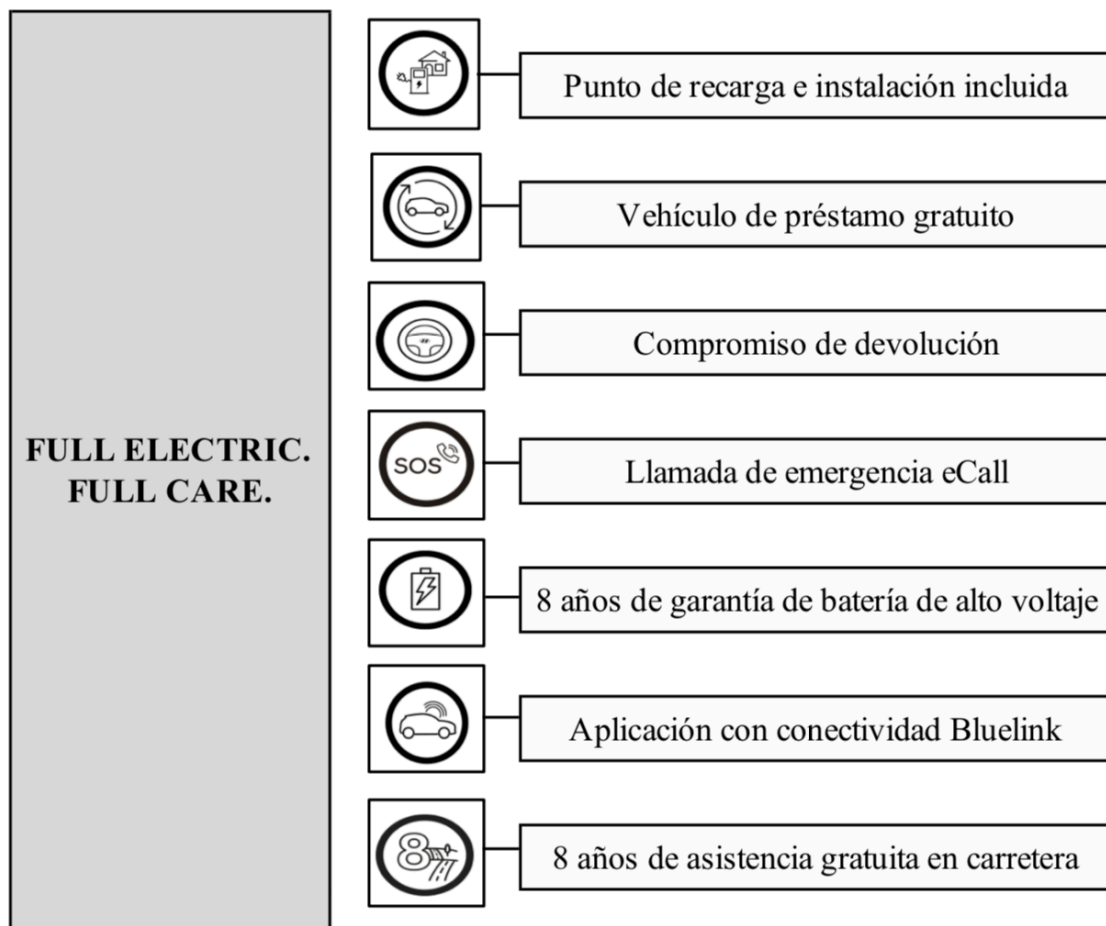 FULL ELECTRIC.
FULL CARE.
Punto de recarga e instalación incluida
Vehículo de préstamo gratuito
Compromiso de devolución
SOS
Llamada de emergencia eCall
8 años de garantía de batería de alto voltaje
Aplicación con conectividad Bluelink
8
8 años de asistencia gratuita en carretera